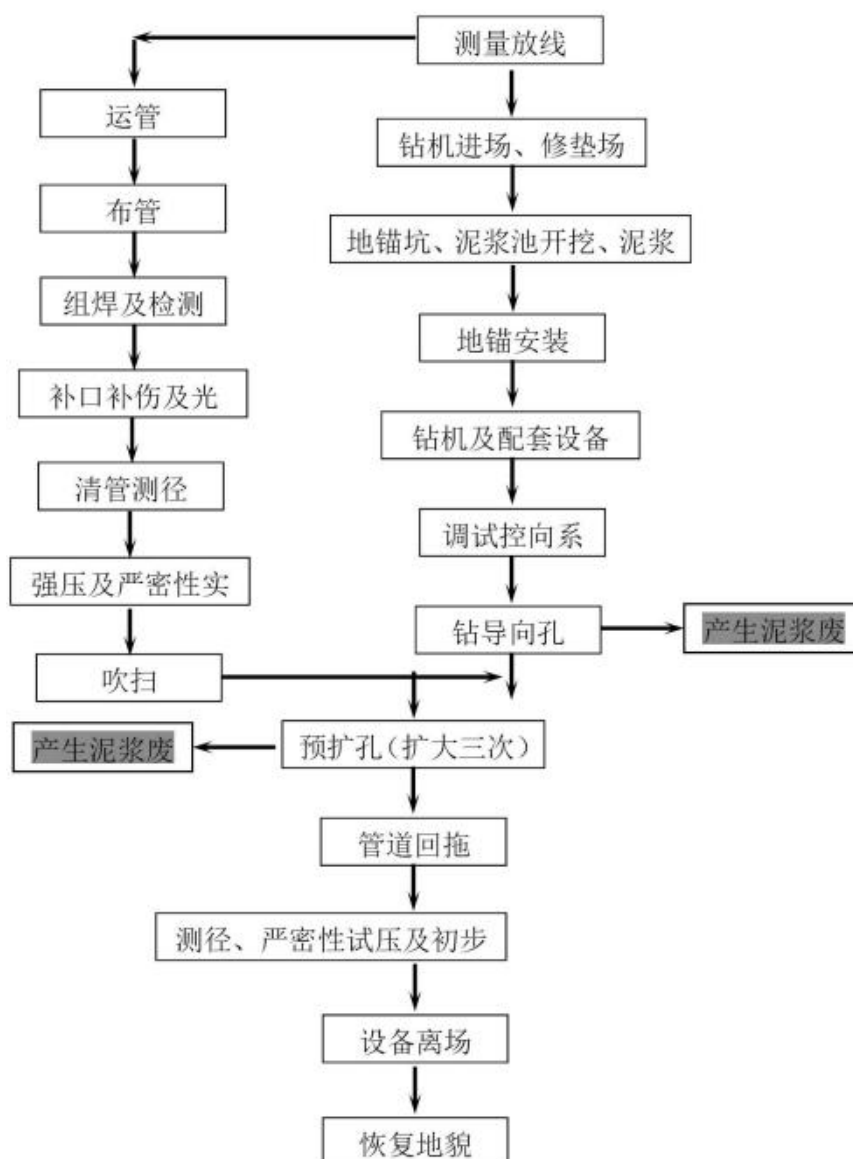 测量放线
运管
钻机进场、修垫场
布管
地锚坑、泥浆池开挖、泥浆
组焊及检测
地锚安装
补口补伤及光
钻机及配套设备
清管测径
调试控向系
强压及严密性实
钻导向孔
产生泥浆废
吹扫
产生泥浆废
预扩孔（扩大三次）
管道回拖
测径、严密性试压及初步
设备离场
恢复地貌